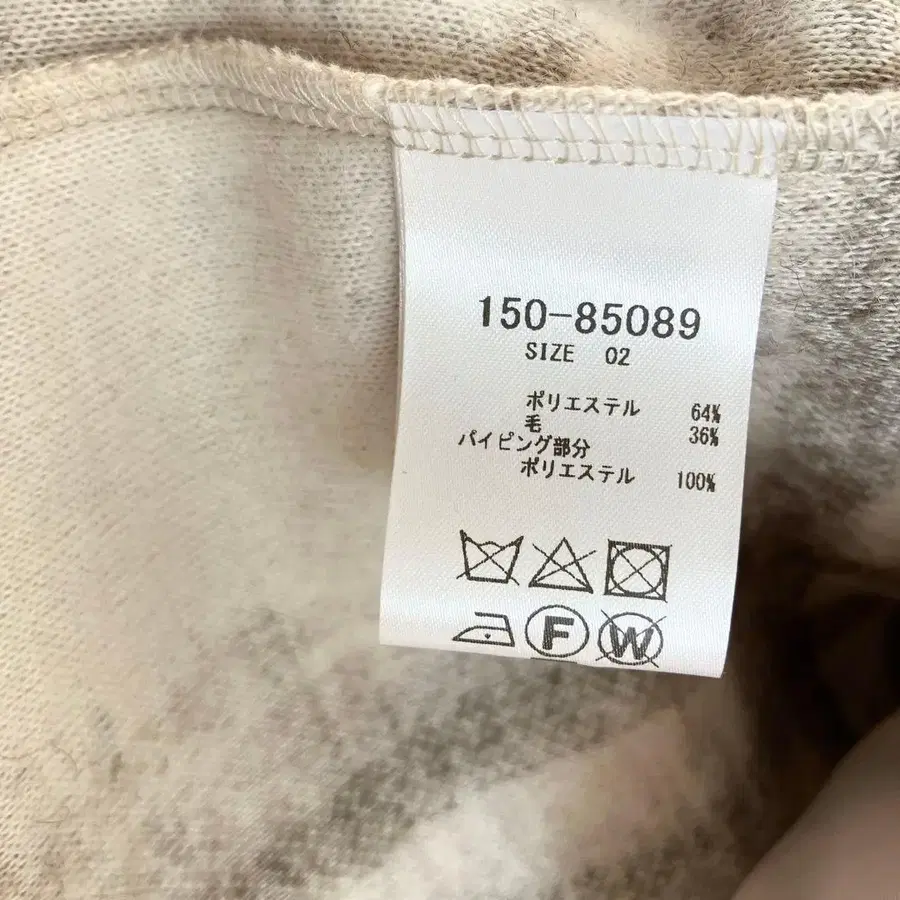 150-85089
SIZE 02
ポリエステル 64%
毛 36%
パイピング部分
ポリエステル 100%
F W